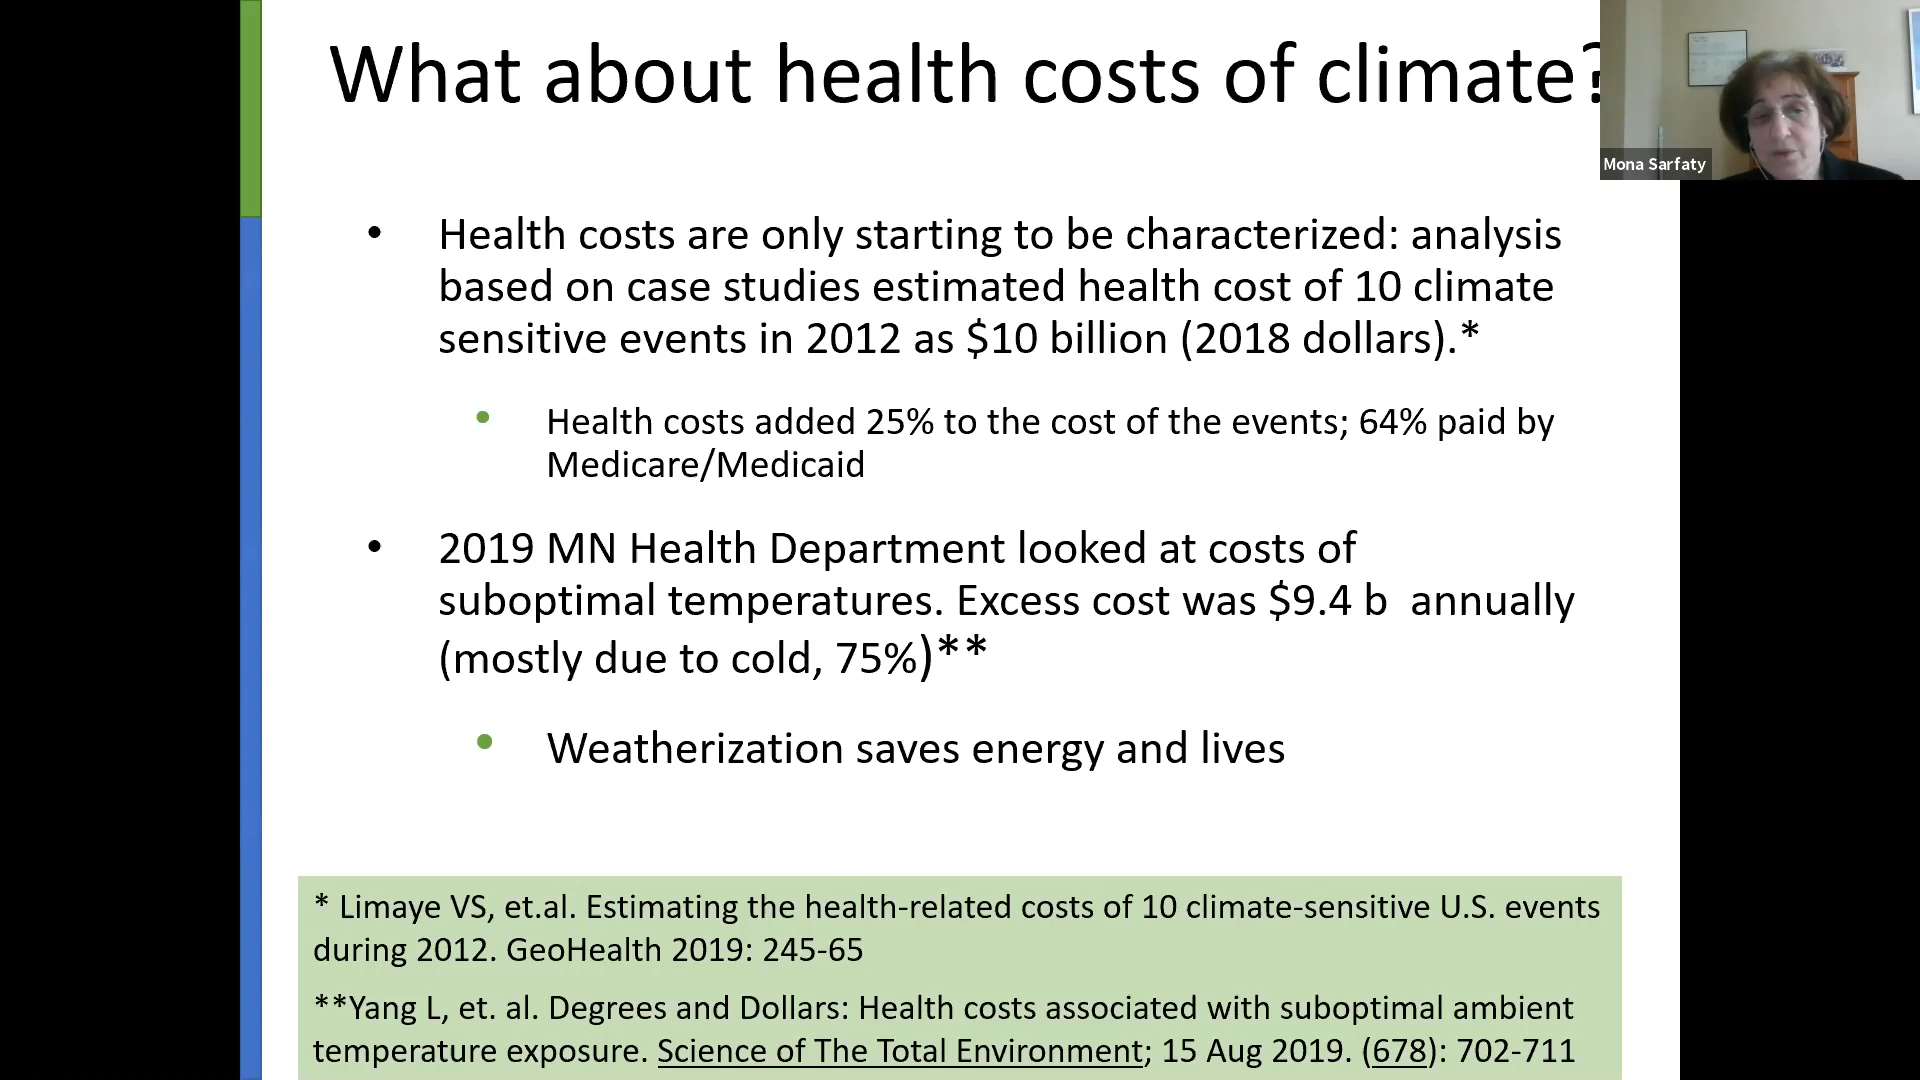 What about health costs of climate?
Mona Sarfaty
• Health costs are only starting to be characterized: analysis
based on case studies estimated health cost of 10 climate
sensitive events in 2012 as $10 billion (2018 dollars).*
• Health costs added 25% to the cost of the events; 64% paid by
Medicare/Medicaid
• 2019 MN Health Department looked at costs of
suboptimal temperatures. Excess cost was $9.4 b  annually
(mostly due to cold, 75%)**
• Weatherization saves energy and lives
* Limaye VS, et.al. Estimating the health-related costs of 10 climate-sensitive U.S. events
during 2012. GeoHealth 2019: 245-65
**Yang L, et. al. Degrees and Dollars: Health costs associated with suboptimal ambient
temperature exposure. Science of The Total Environment; 15 Aug 2019. (678): 702-711